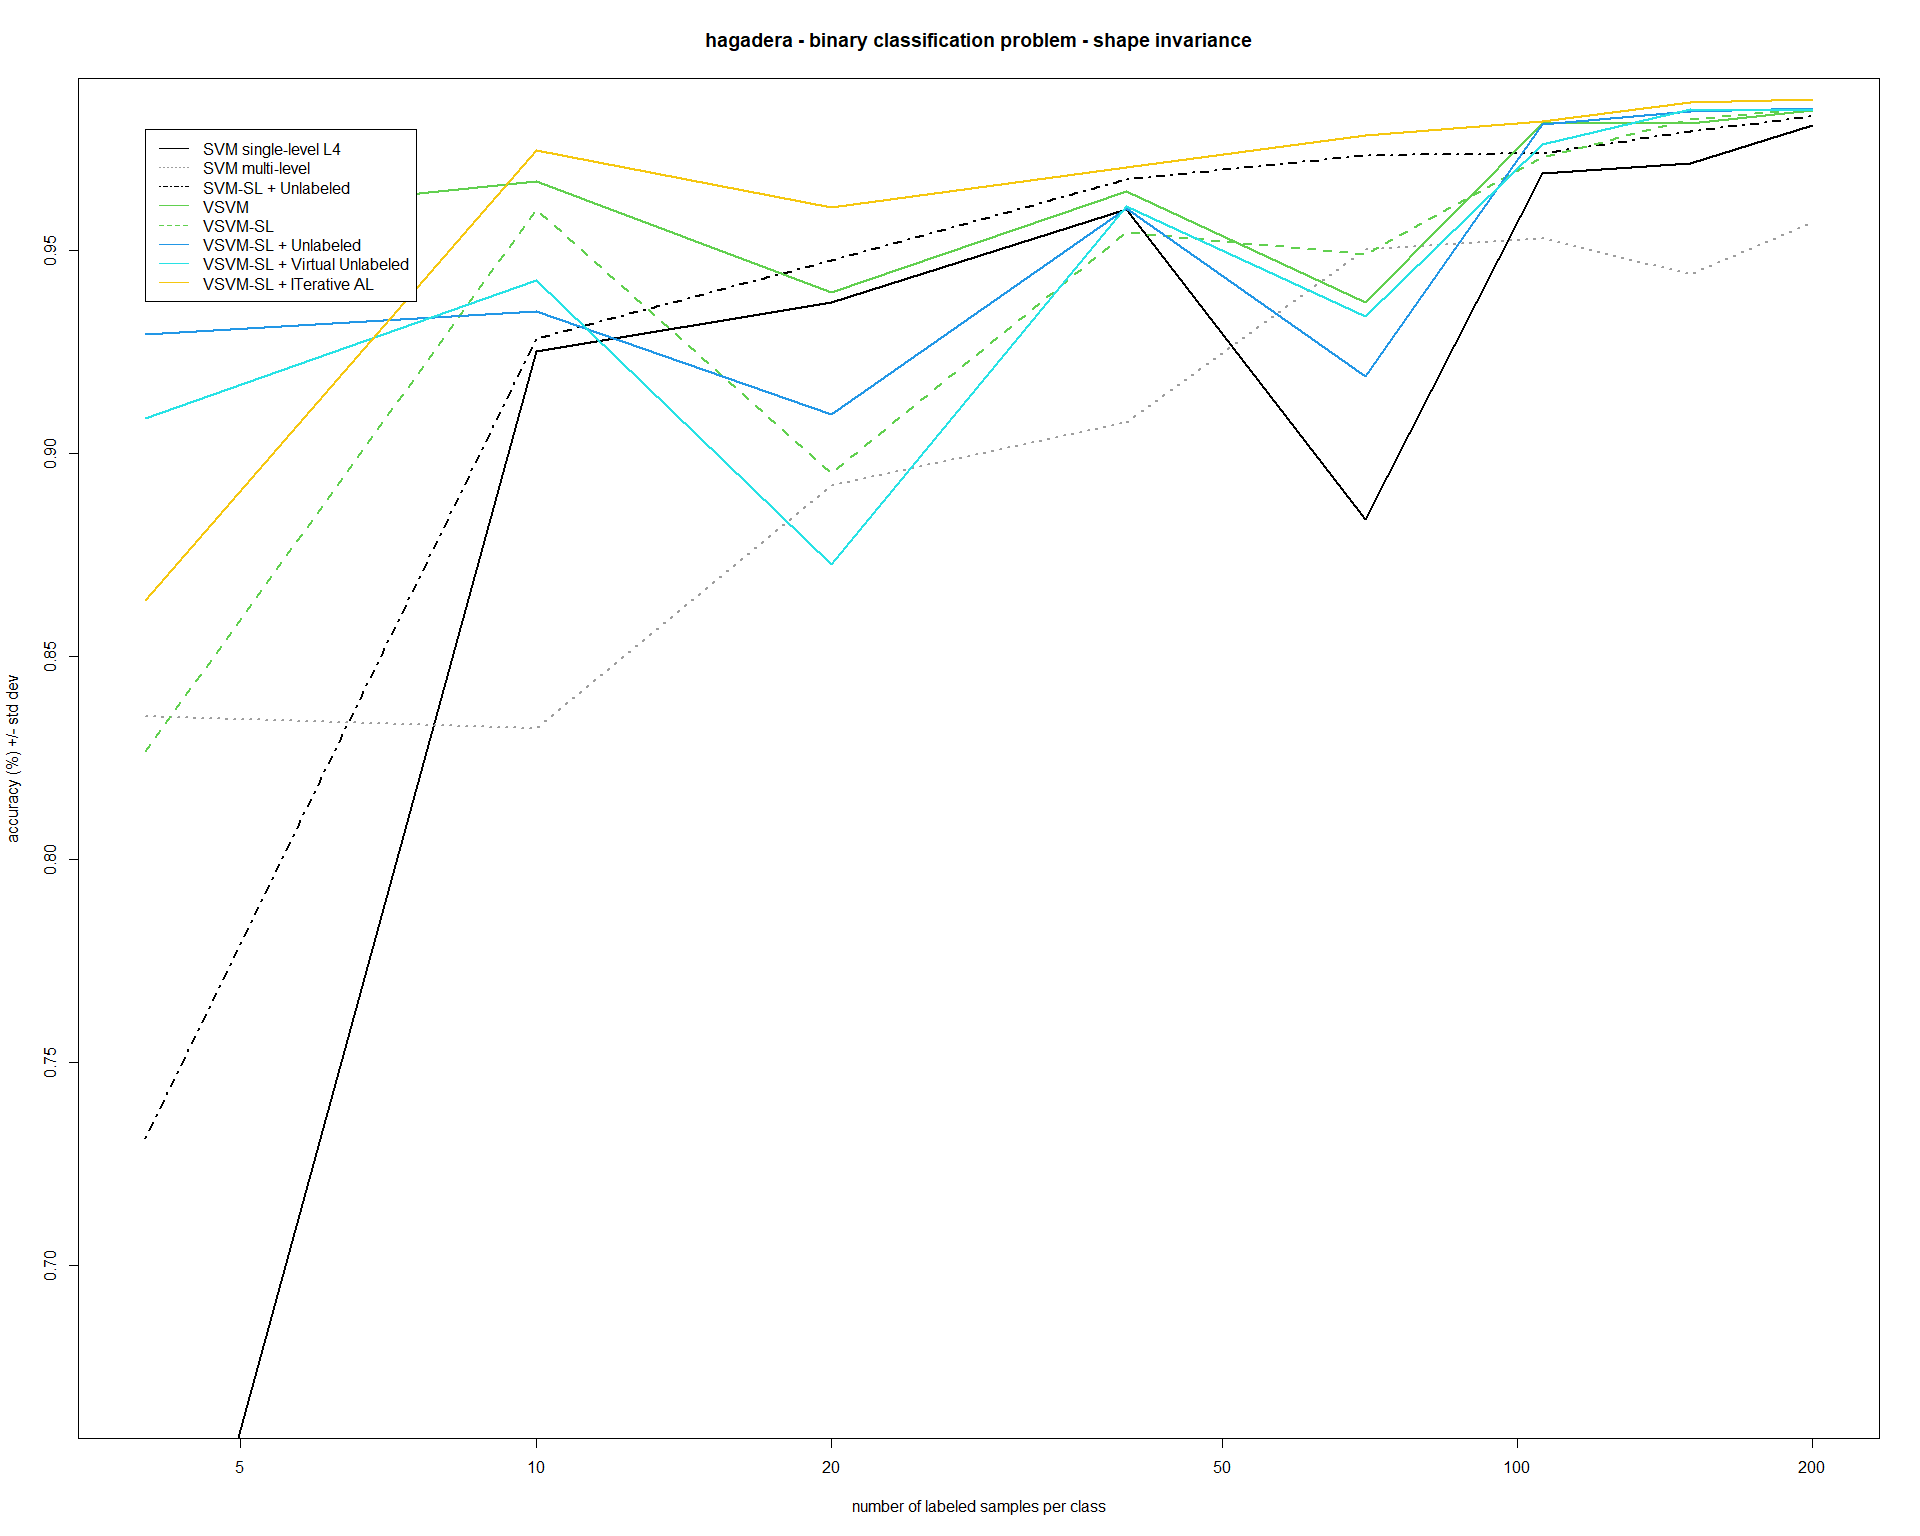 hagadera - binary classification problem - shape invariance
SVM single-level L4
SVM multi-level
SVM-SL + Unlabeled
VSVM
VSVM-SL
VSVM-SL + Unlabeled
VSVM-SL + Virtual Unlabeled
VSVM-SL + ITerative AL
0.95
0.90
0.85
0.80
0.75
0.70
accuracy (%) +/- std dev
5 10 20 50 100 200
number of labeled samples per class